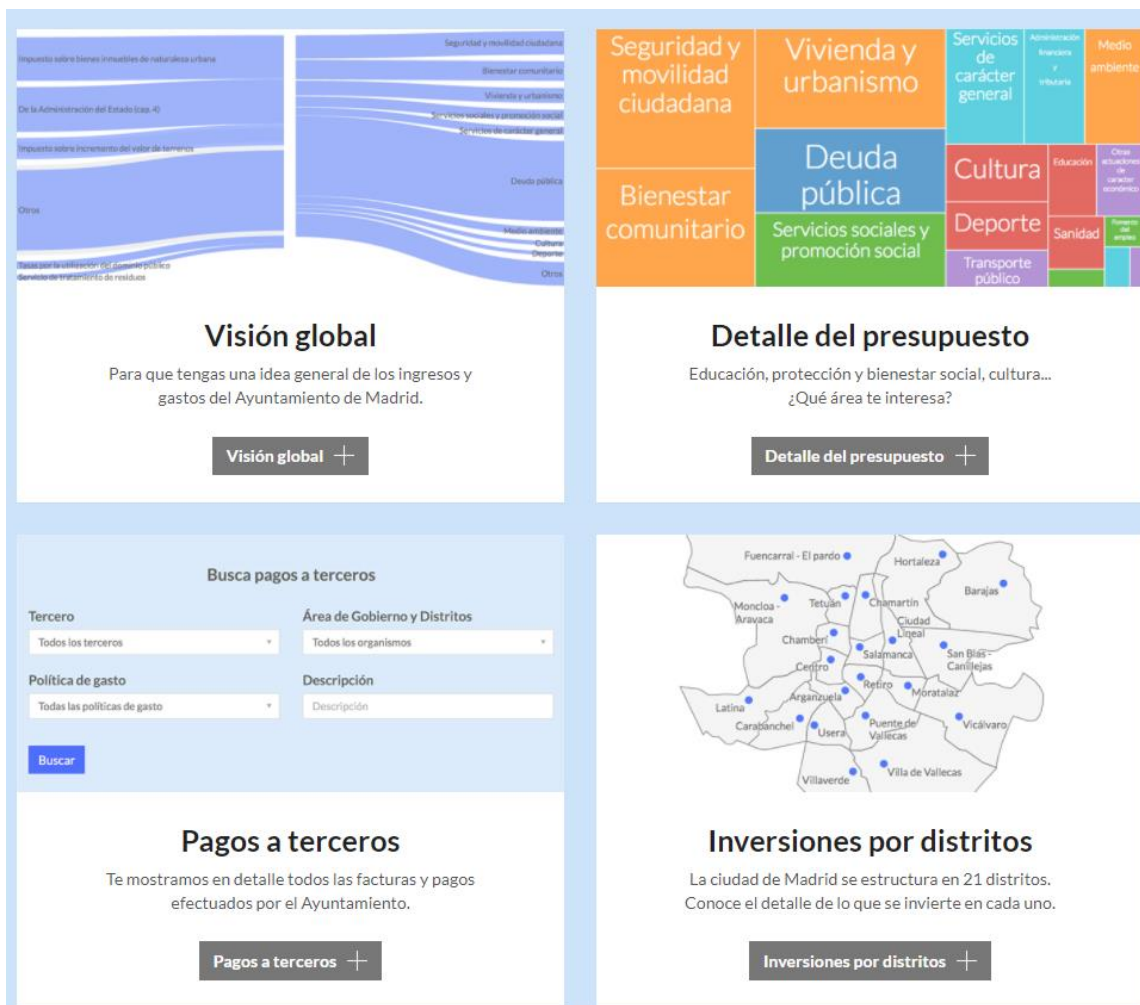 Impuesto sobre bienes inmuebles de naturaleza urbana
De la Administración del Estado (cap. 4)
Impuesto sobre incremento del valor de terrenos
Otros
Tasas por la utilización del dominio público
Servicio de tratamiento de residuos
Seguridad y movilidad ciudadana
Bienestar comunitario
Vivienda y urbanismo
Servicios sociales y promoción social
Servicios de carácter general
Deuda pública
Medio ambiente
Cultura
Deporte
Otros
Visión global
Para que tengas una idea general de los ingresos y
gastos del Ayuntamiento de Madrid.
Visión global
Seguridad y
movilidad
ciudadana
Bienestar
comunitario
Vivienda y
urbanismo
Deuda
pública
Servicios sociales y
promoción social
Servicios
de
carácter
general
Administración
financiera
y
tributaria
Medio
ambiente
Cultura
Deporte
Transporte
público
Educación
Sanidad
Otras
actuaciones
de
carácter
económico
Fomento
del
empleo
Detalle del presupuesto
Educación, protección y bienestar social, cultura...
¿Qué área te interesa?
Detalle del presupuesto
Busca pagos a terceros
Tercero
Todos los terceros
Área de Gobierno y Distritos
Todos los organismos
Política de gasto
Todas las políticas de gasto
Descripción
Descripción
Buscar
Pagos a terceros
Te mostramos en detalle todos las facturas y pagos
efectuados por el Ayuntamiento.
Pagos a terceros
Fuencarral - El pardo
Hortaleza
Barajas
Moncloa -
Aravaca
Tetuán
Chamartín
Ciudad
Lineal
Chamberí
Salamanca
San Blas -
Canillejas
Centro
Retiro
Moratalaz
Arganzuela
Latina
Carabanchel
Usera
Puente de
Vallecas
Vicálvaro
Villaverde
Villa de Vallecas
Inversiones por distritos
La ciudad de Madrid se estructura en 21 distritos.
Conoce el detalle de lo que se invierte en cada uno.
Inversiones por distritos